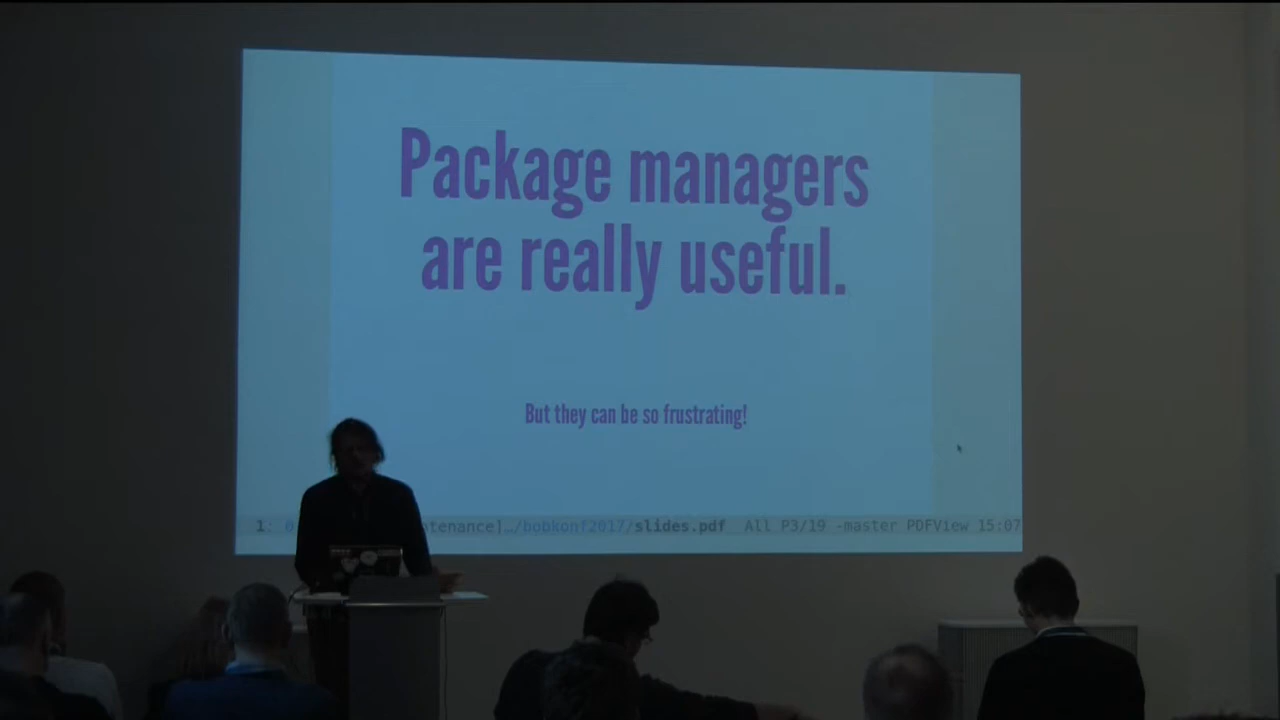 Package managers
are really useful.
But they can be so frustrating!
1: tenance]…/bobkonf2017/slides.pdf All P3/19 -master PDFView 15:07